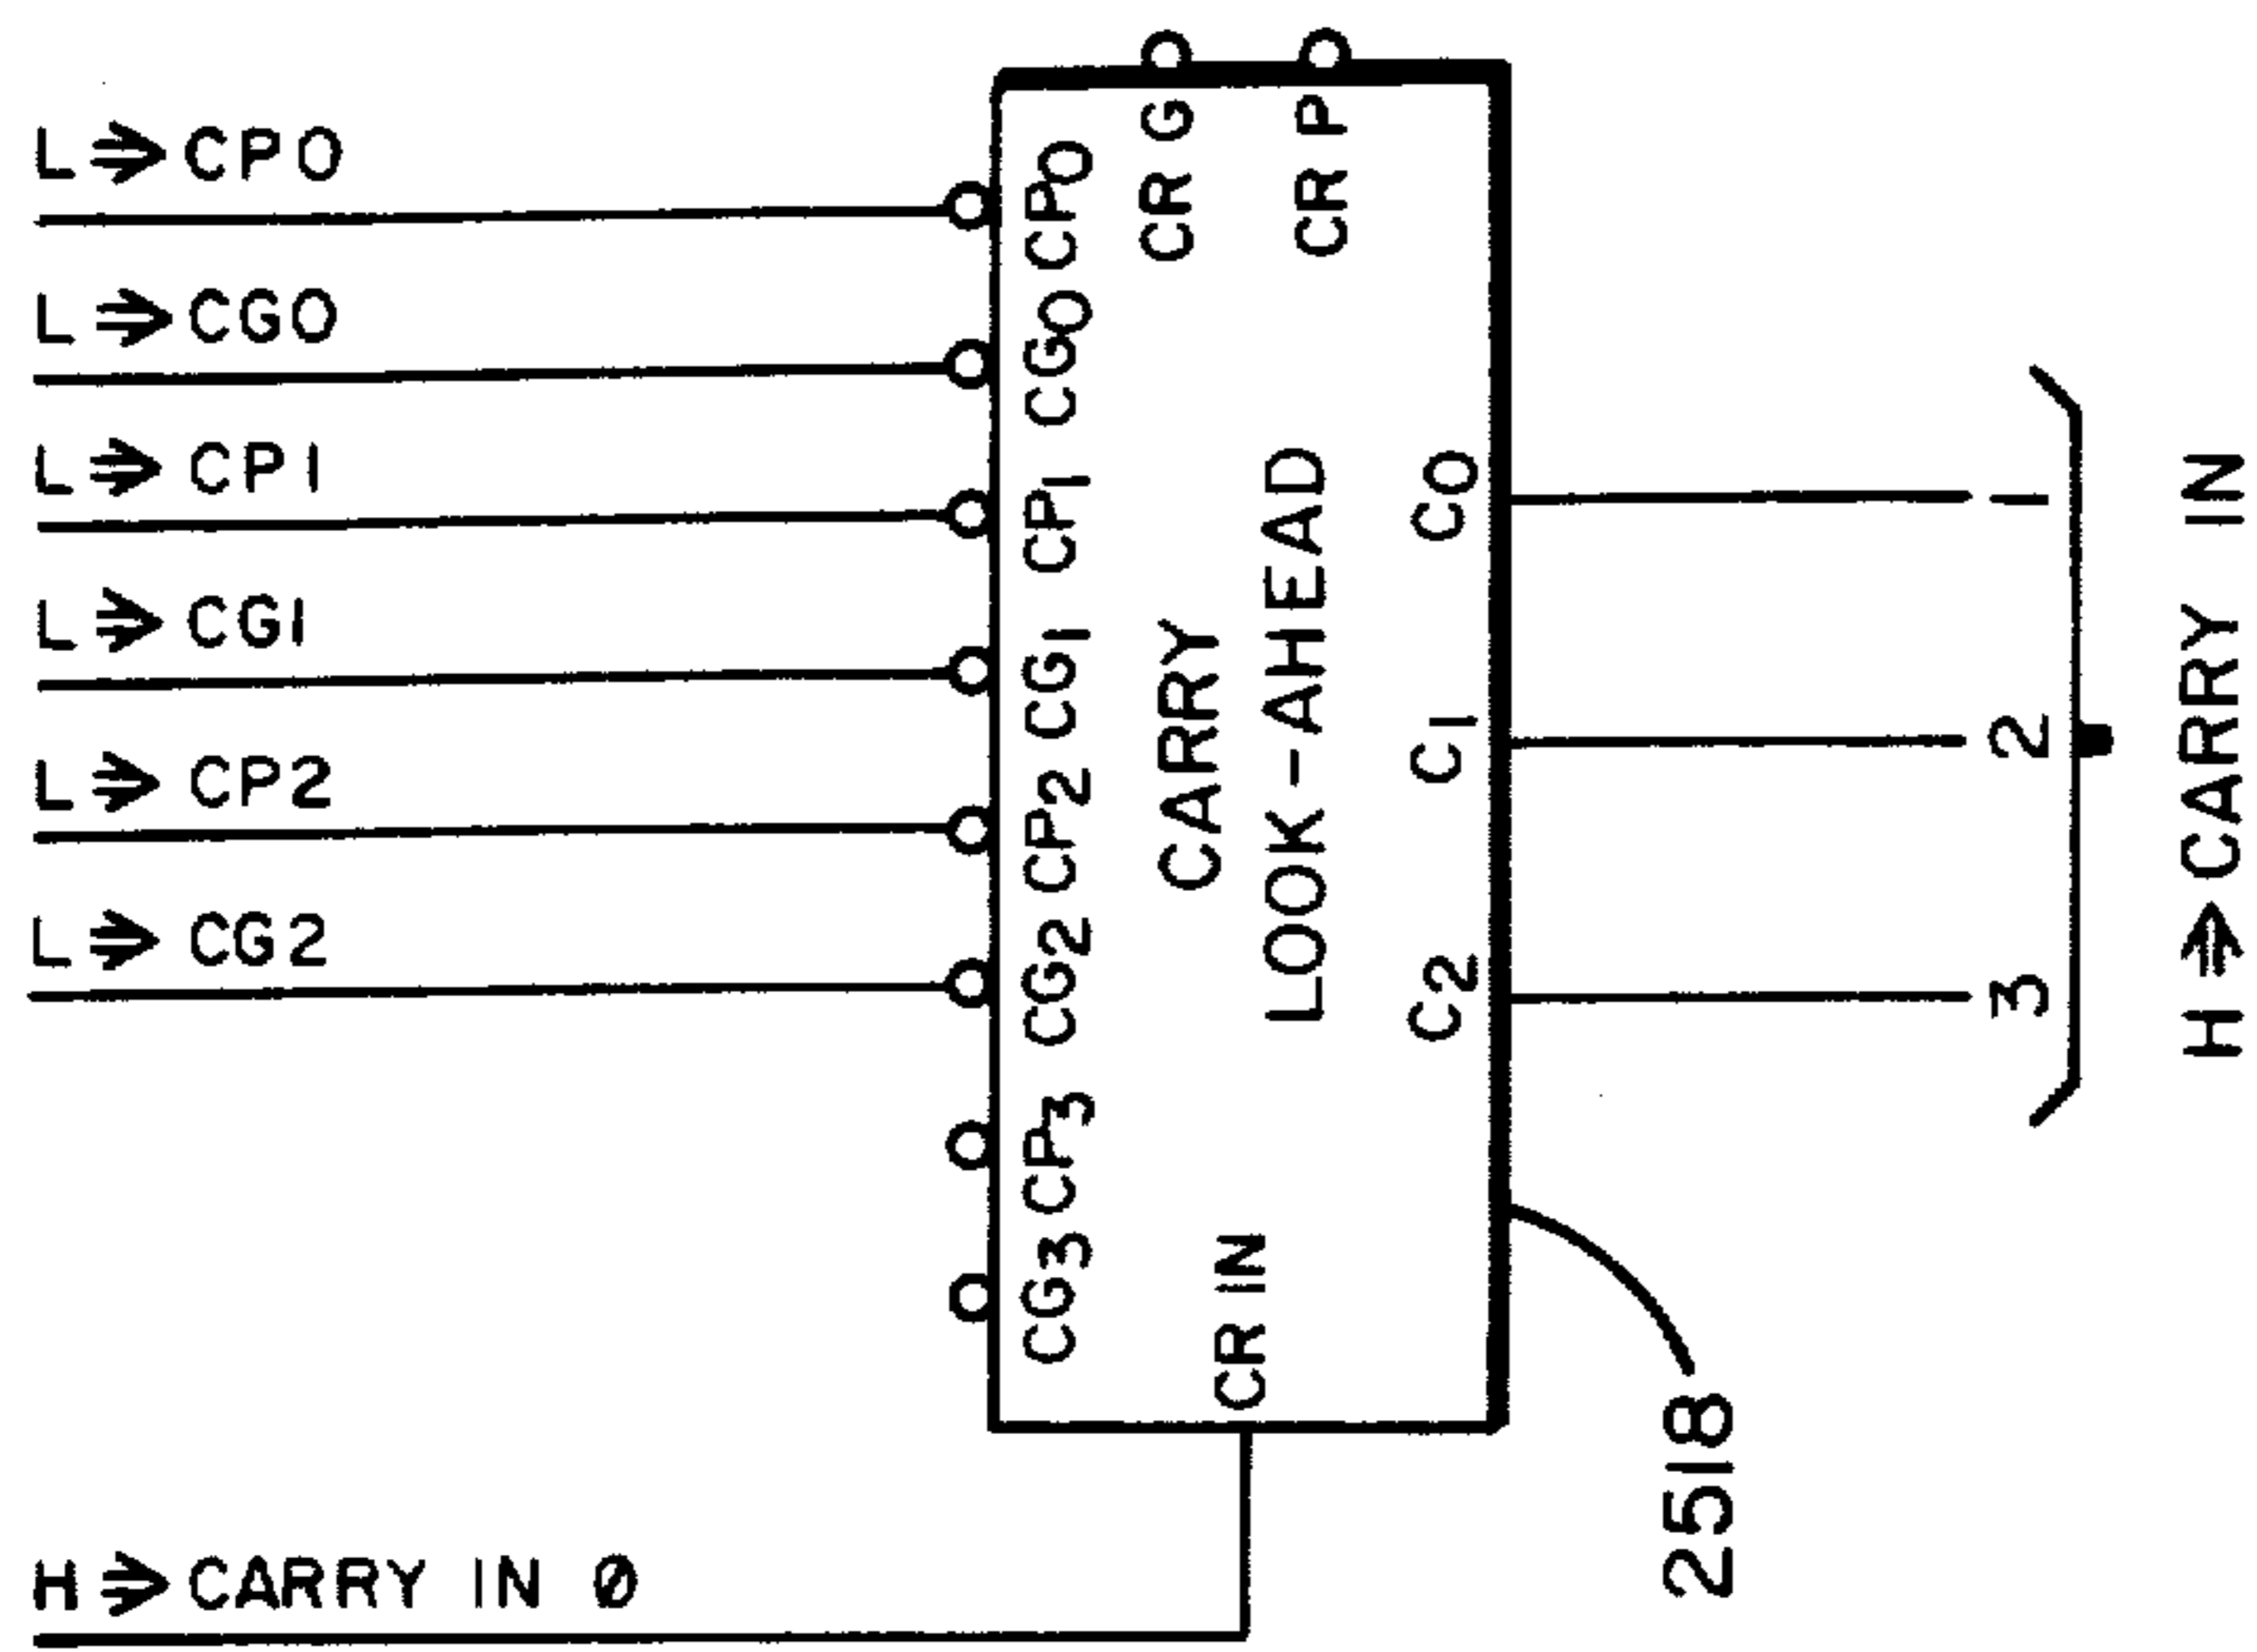 L ⇛ CP0
L ⇛ CG0
L ⇛ CP1
L ⇛ CG1
L ⇛ CP2
L ⇛ CG2
H ⇛ CARRY IN 0
CP0
CG0
CP1
CG1
CP2
CG2
CP3
CG3
CR G
CR P
CARRY
LOOK-AHEAD
CR IN
C0
C1
C2
1
2
3
H ⇛ CARRY IN
2518